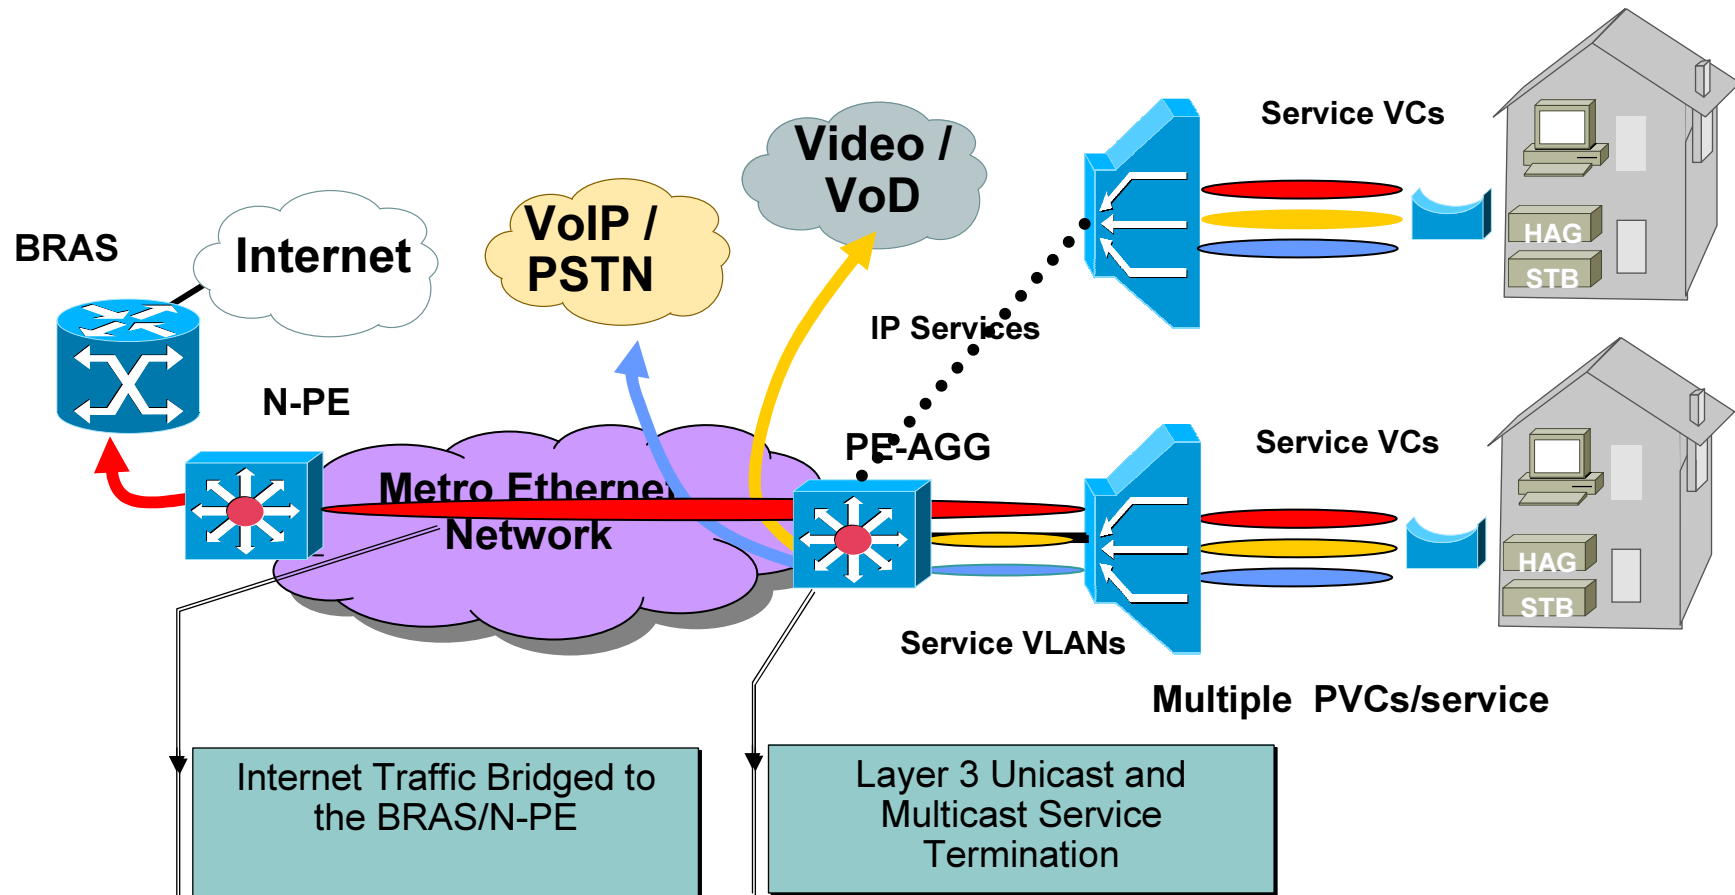 Service VCs
Video /
VoD
VoIP /
PSTN
BRAS
Internet
HAG
STB
IP Services
N-PE
PE-AGG
Service VCs
Metro Ethernet
Network
HAG
STB
Service VLANs
Multiple PVCs/service
Internet Traffic Bridged to
the BRAS/N-PE
Layer 3 Unicast and
Multicast Service
Termination